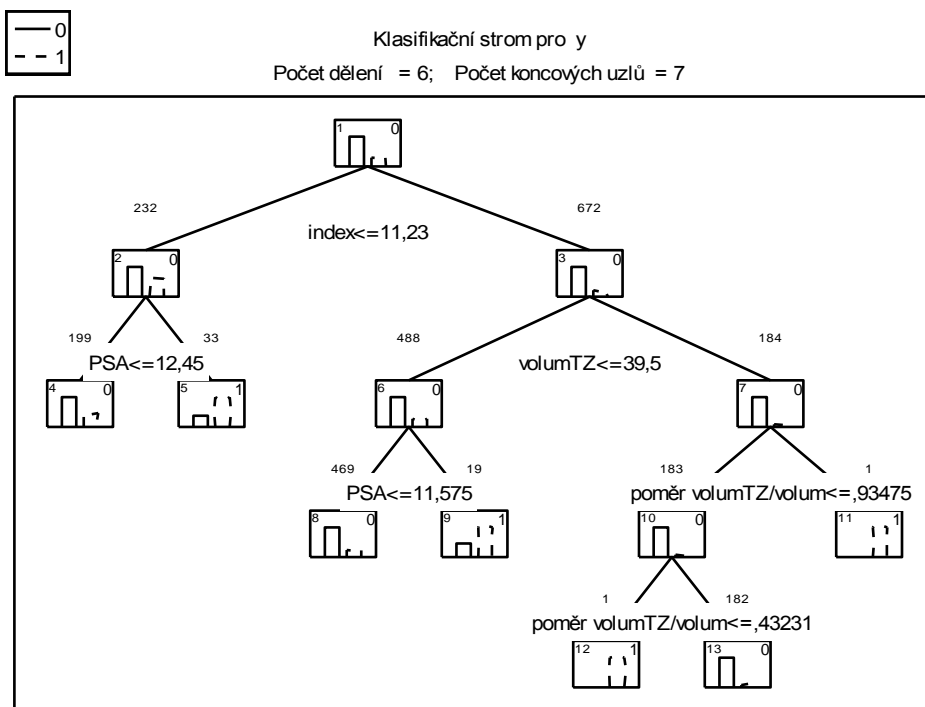 0
1
Klasifikační strom pro y
Počet dělení = 6; Počet koncových uzlů = 7
1 0
232 672
index<=11,23
2 0 3 0
199 33 488 184
PSA<=12,45 volumTZ<=39,5
4 0 5 1 6 0 7 0
469 19 183 1
PSA<=11,575 poměr volumTZ/volum<=,93475
8 0 9 1 10 0 11 1
1 182
poměr volumTZ/volum<=,43231
12 1 13 0